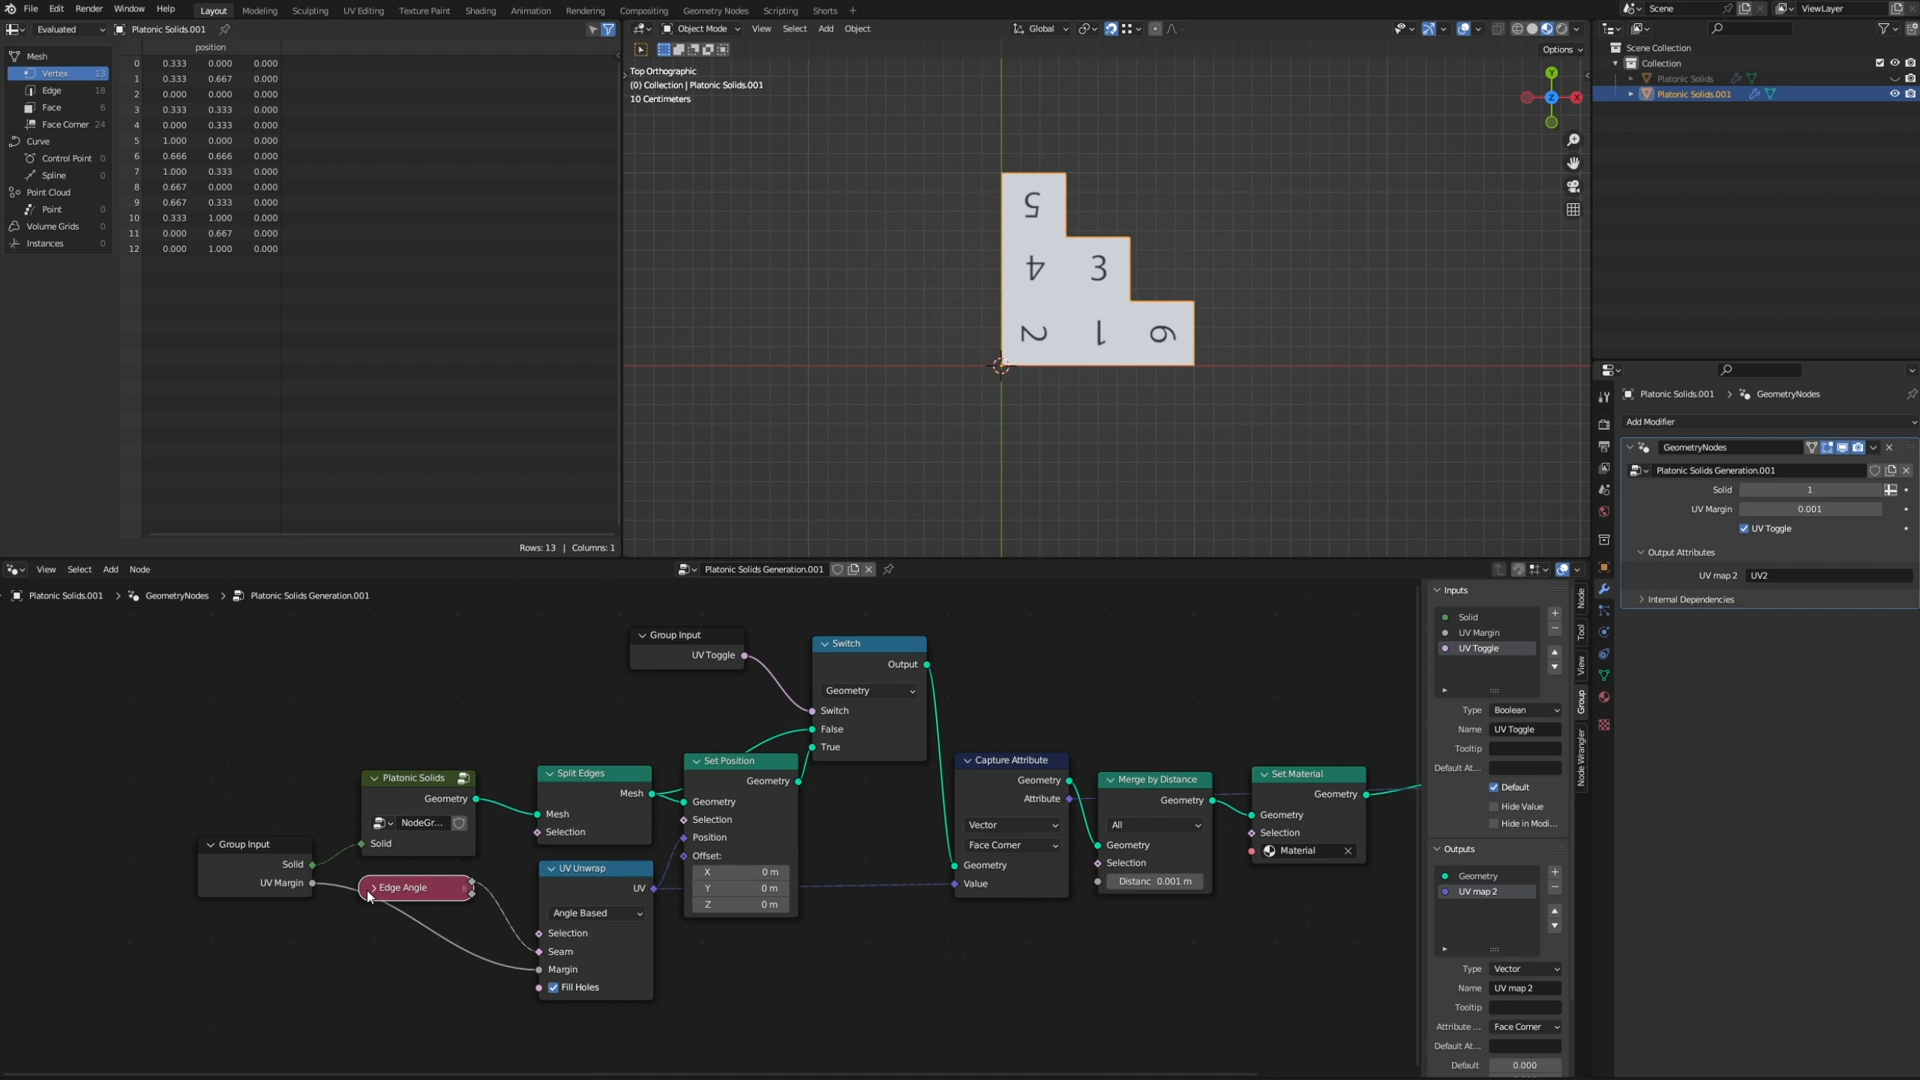 File Edit Render Window Help Layout Modeling Sculpting UV Editing Texture Paint Shading Animation Rendering Compositing Geometry Nodes Scripting Shorts + Scene ViewLayer
Evaluated Platonic Solids.001
position
Mesh
Vertex 13
Edge 18
Face 6
Face Corner 24
Curve
Control Point 0
Spline 0
Point Cloud
Point 0
Volume Grids 0
Instances 0
0 0.333 0.000 0.000
1 0.333 0.667 0.000
2 0.000 0.000 0.000
3 0.333 0.333 0.000
4 0.000 0.333 0.000
5 1.000 0.000 0.000
6 0.666 0.666 0.000
7 1.000 0.333 0.000
8 0.667 0.000 0.000
9 0.667 0.333 0.000
10 0.333 1.000 0.000
11 0.000 0.667 0.000
12 0.000 1.000 0.000
Rows: 13 | Columns: 1
Object Mode View Select Add Object Global
Options
Top Orthographic
(0) Collection | Platonic Solids.001
10 Centimeters
Y
Z X
5
4 3
2 1 6
Scene Collection
Collection
Platonic Solids
Platonic Solids.001
Platonic Solids.001 > GeometryNodes
Add Modifier
GeometryNodes
Platonic Solids Generation.001
Solid 1
UV Margin 0.001
UV Toggle
Output Attributes
UV map 2 UV2
Internal Dependencies
View Select Add Node Platonic Solids Generation.001
Platonic Solids.001 > GeometryNodes > Platonic Solids Generation.001
Group Input
UV Toggle
Switch
Output
Geometry
Switch
False
True
Platonic Solids
Geometry
NodeGr...
Solid
Split Edges
Mesh
Mesh
Selection
Set Position
Geometry
Geometry
Selection
Position
Offset:
X 0 m
Y 0 m
Z 0 m
Group Input
Solid
UV Margin
Edge Angle
UV Unwrap
UV
Angle Based
Selection
Seam
Margin
Fill Holes
Capture Attribute
Geometry
Attribute
Vector
Face Corner
Geometry
Value
Merge by Distance
Geometry
All
Geometry
Selection
Distanc 0.001 m
Set Material
Geometry
Geometry
Selection
Material
Inputs
Solid
UV Margin
UV Toggle
Type Boolean
Name UV Toggle
Tooltip
Default At...
Default
Hide Value
Hide in Modi...
Outputs
Geometry
UV map 2
Type Vector
Name UV map 2
Tooltip
Attribute ... Face Corner
Default At...
Default 0.000
Node
Tool
View
Group
Node Wrangler